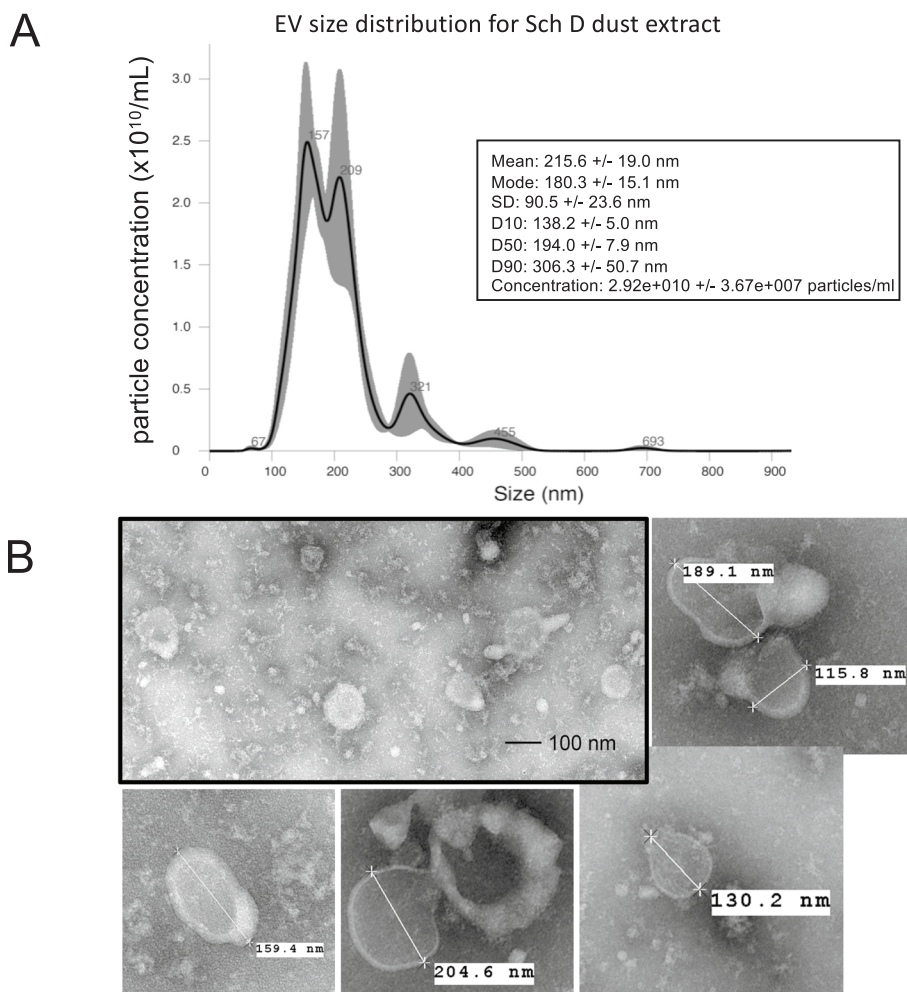 A
EV size distribution for Sch D dust extract
particle concentration (x10¹⁰/mL)
3.0
2.5
2.0
1.5
1.0
0.5
0
157
209
321
67
455
693
0 100 200 300 400 500 600 700 800 900
Size (nm)
Mean: 215.6 +/- 19.0 nm
Mode: 180.3 +/- 15.1 nm
SD: 90.5 +/- 23.6 nm
D10: 138.2 +/- 5.0 nm
D50: 194.0 +/- 7.9 nm
D90: 306.3 +/- 50.7 nm
Concentration: 2.92e+010 +/- 3.67e+007 particles/ml
B
100 nm
189.1 nm
115.8 nm
159.4 nm
204.6 nm
130.2 nm